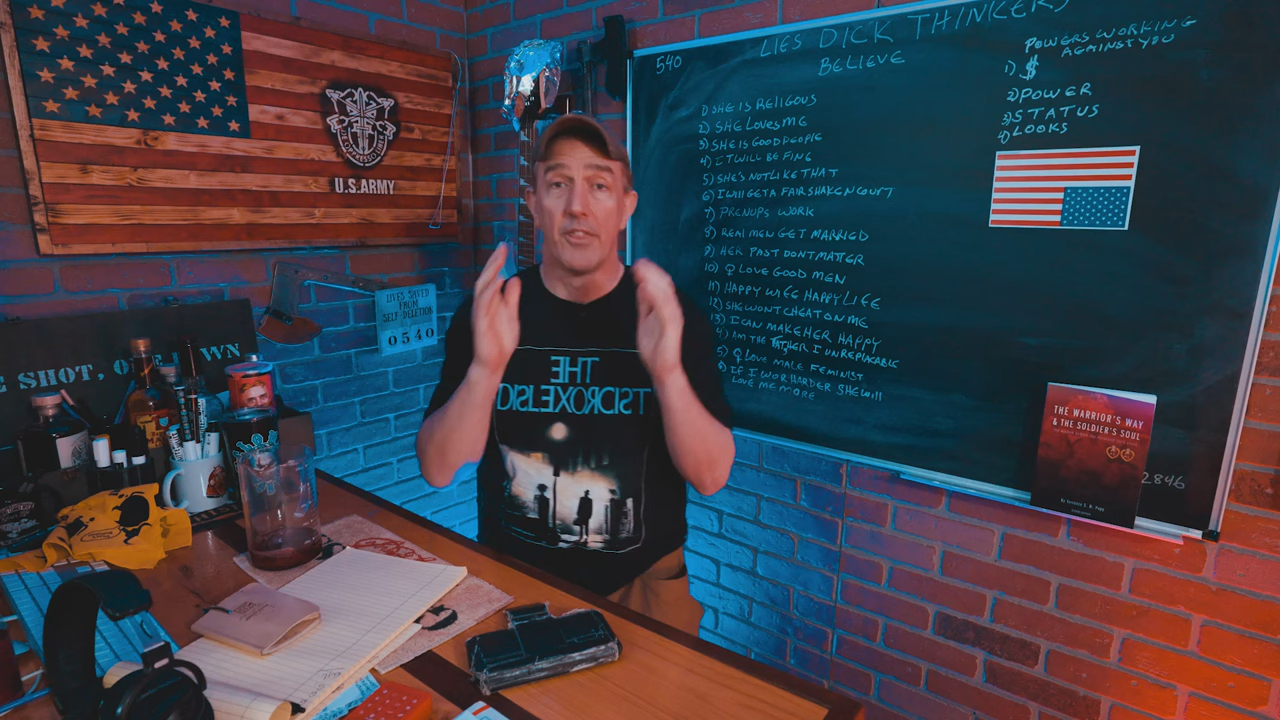 LIES DICK THINKERS
BELIEVE
540
1) SHE IS RELIGOUS
2) SHE LOVES ME
3) SHE IS GOOD PEOPLE
4) IT WILL BE FINE
5) SHE'S NOT LIKE THAT
6) I WILL GET A FAIR SHAKE N COURT
7) PRENUPS WORK
8) REAL MEN GET MARRIED
9) HER PAST DONT MATTER
10) ♀ LOVE GOOD MEN
11) HAPPY WIFE HAPPY LIFE
12) SHE WONT CHEAT ON ME
13) I CAN MAKE HER HAPPY
4) AM THE FATHER I UNREPLACABLE
5) ♀ LOVE MALE FEMINIST
6) IF I WORHARDER SHE WILL
LOVE ME MORE
POWERS WORKING
AGAINST YOU
1) $
2) POWER
3) STATUS
4) LOOKS
U.S. ARMY
LIVES SAVED
FROM
SELF-DELETION
0540
E SHOT, O
WN
THE
EXORCIST
THE WARRIOR'S WAY
& THE SOLDIER'S SOUL
2846